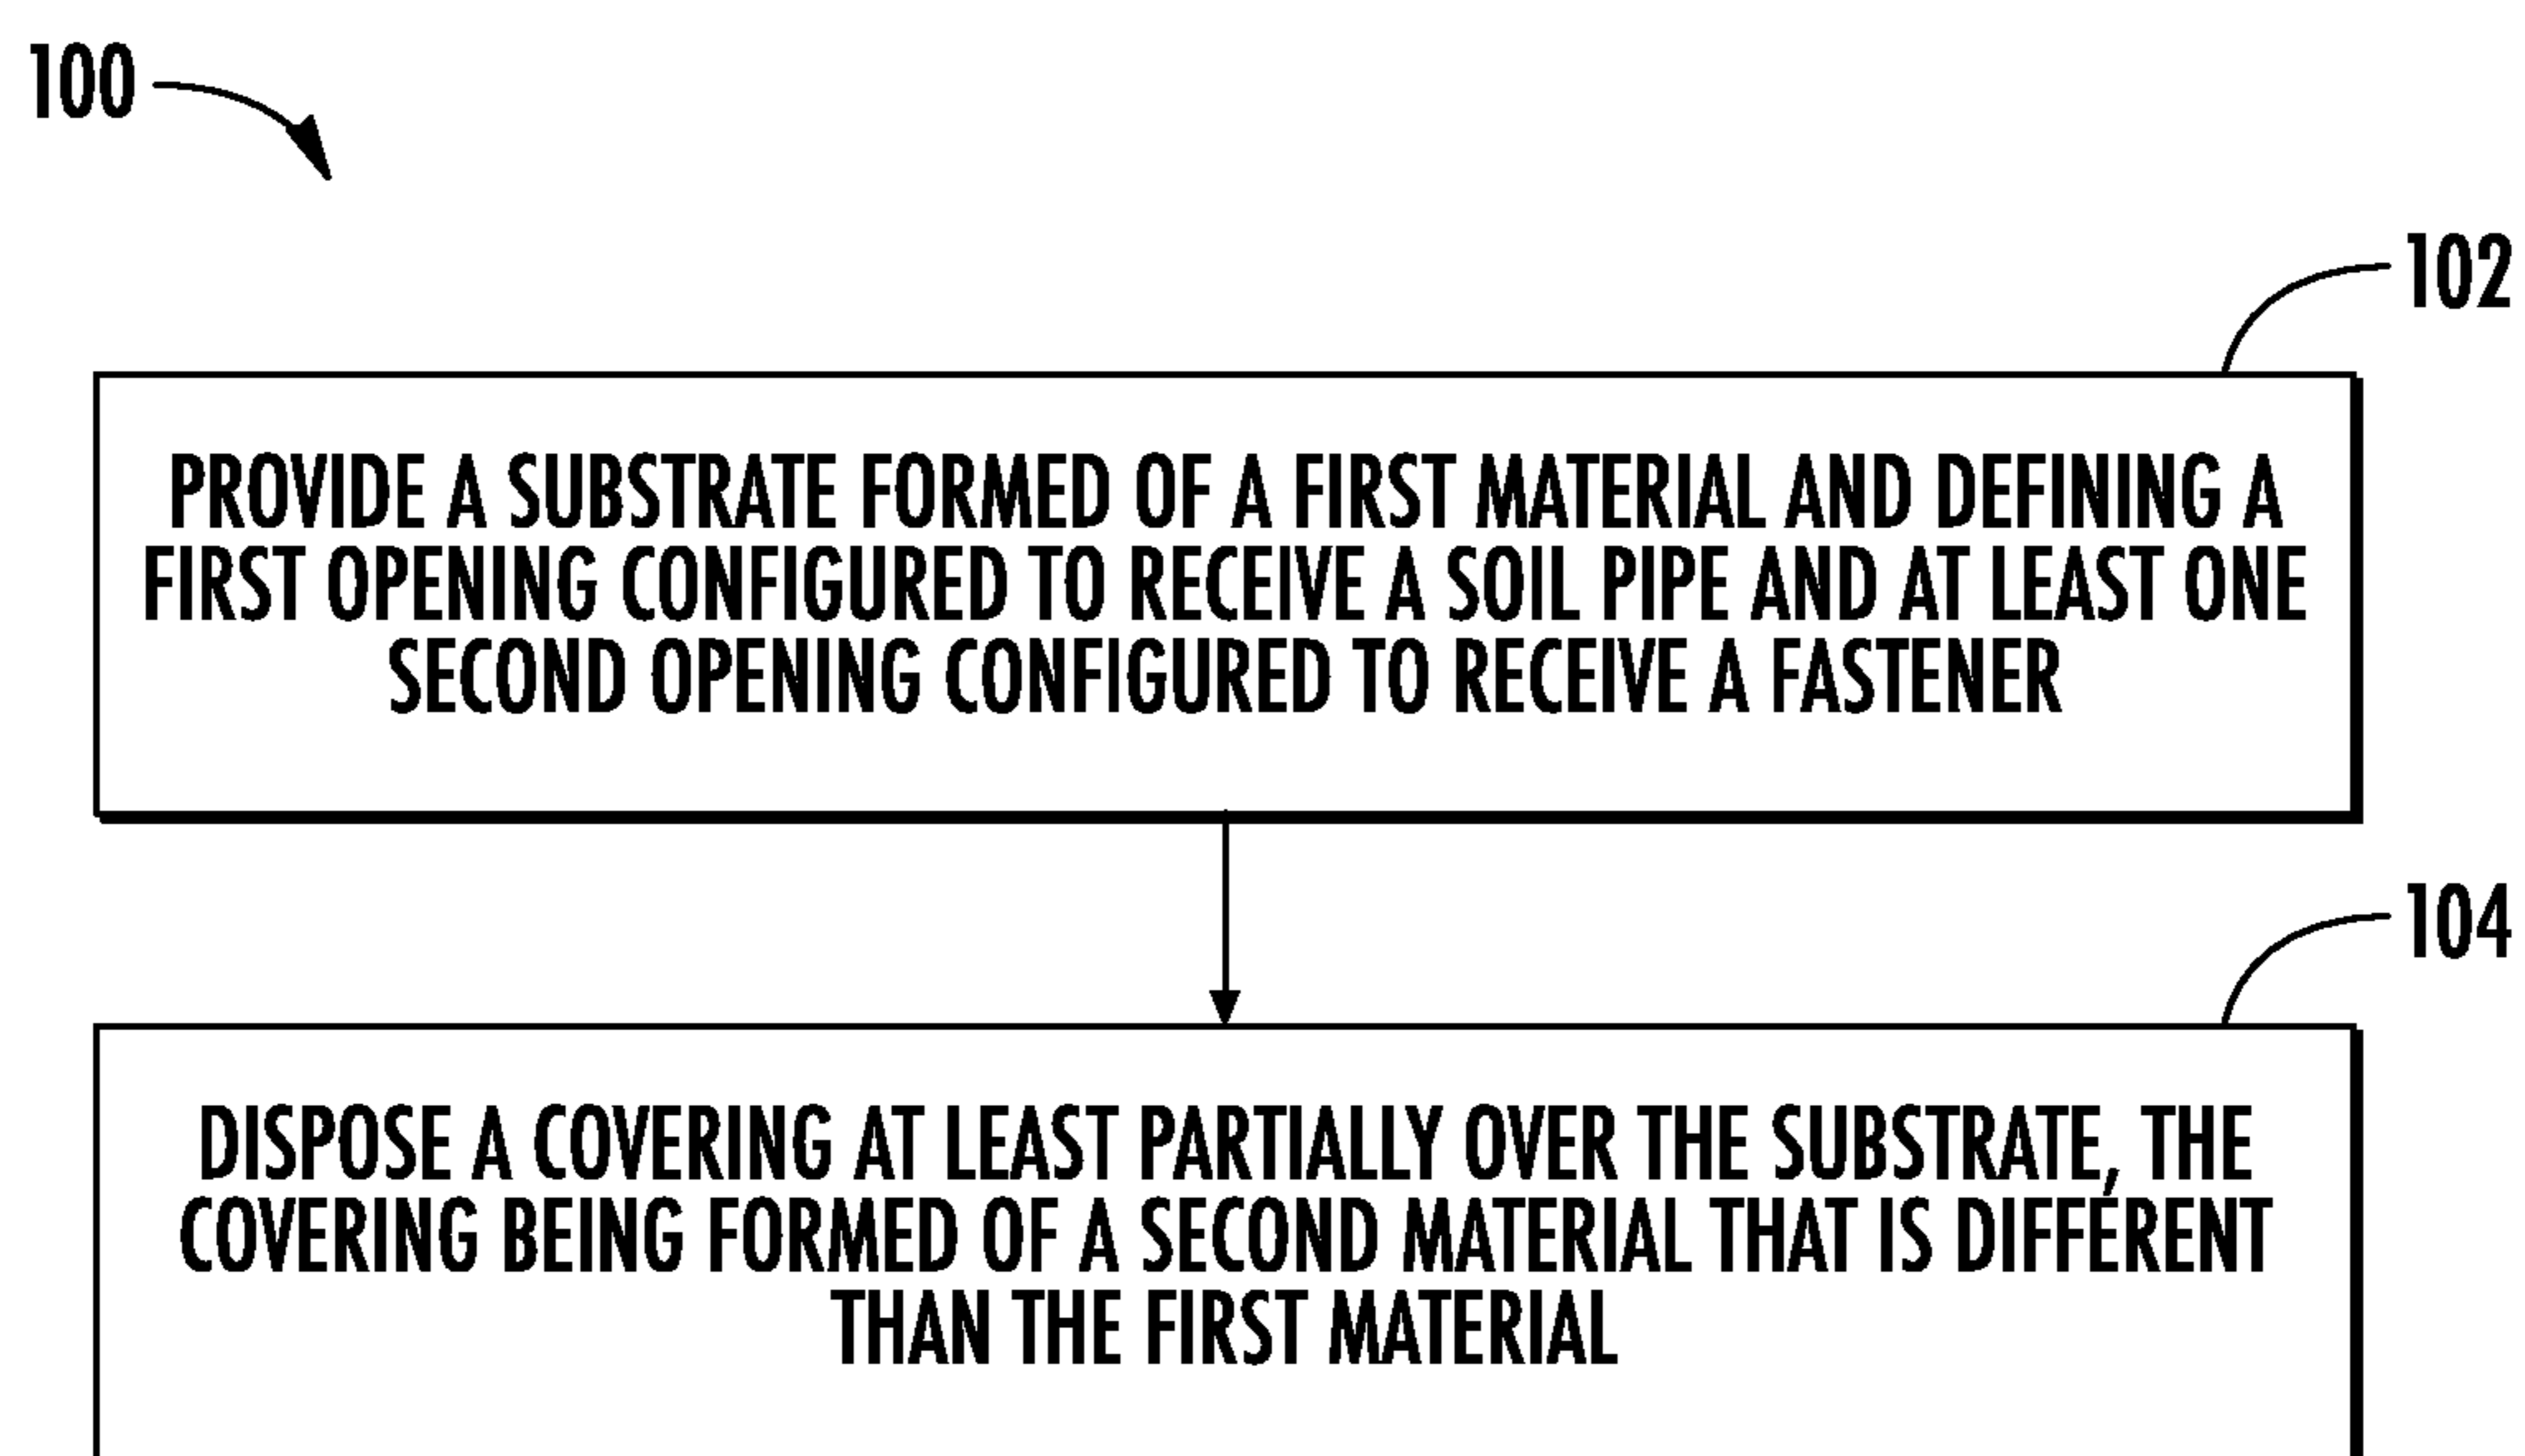 100
102
PROVIDE A SUBSTRATE FORMED OF A FIRST MATERIAL AND DEFINING A
FIRST OPENING CONFIGURED TO RECEIVE A SOIL PIPE AND AT LEAST ONE
SECOND OPENING CONFIGURED TO RECEIVE A FASTENER
104
DISPOSE A COVERING AT LEAST PARTIALLY OVER THE SUBSTRATE, THE
COVERING BEING FORMED OF A SECOND MATERIAL THAT IS DIFFERENT
THAN THE FIRST MATERIAL